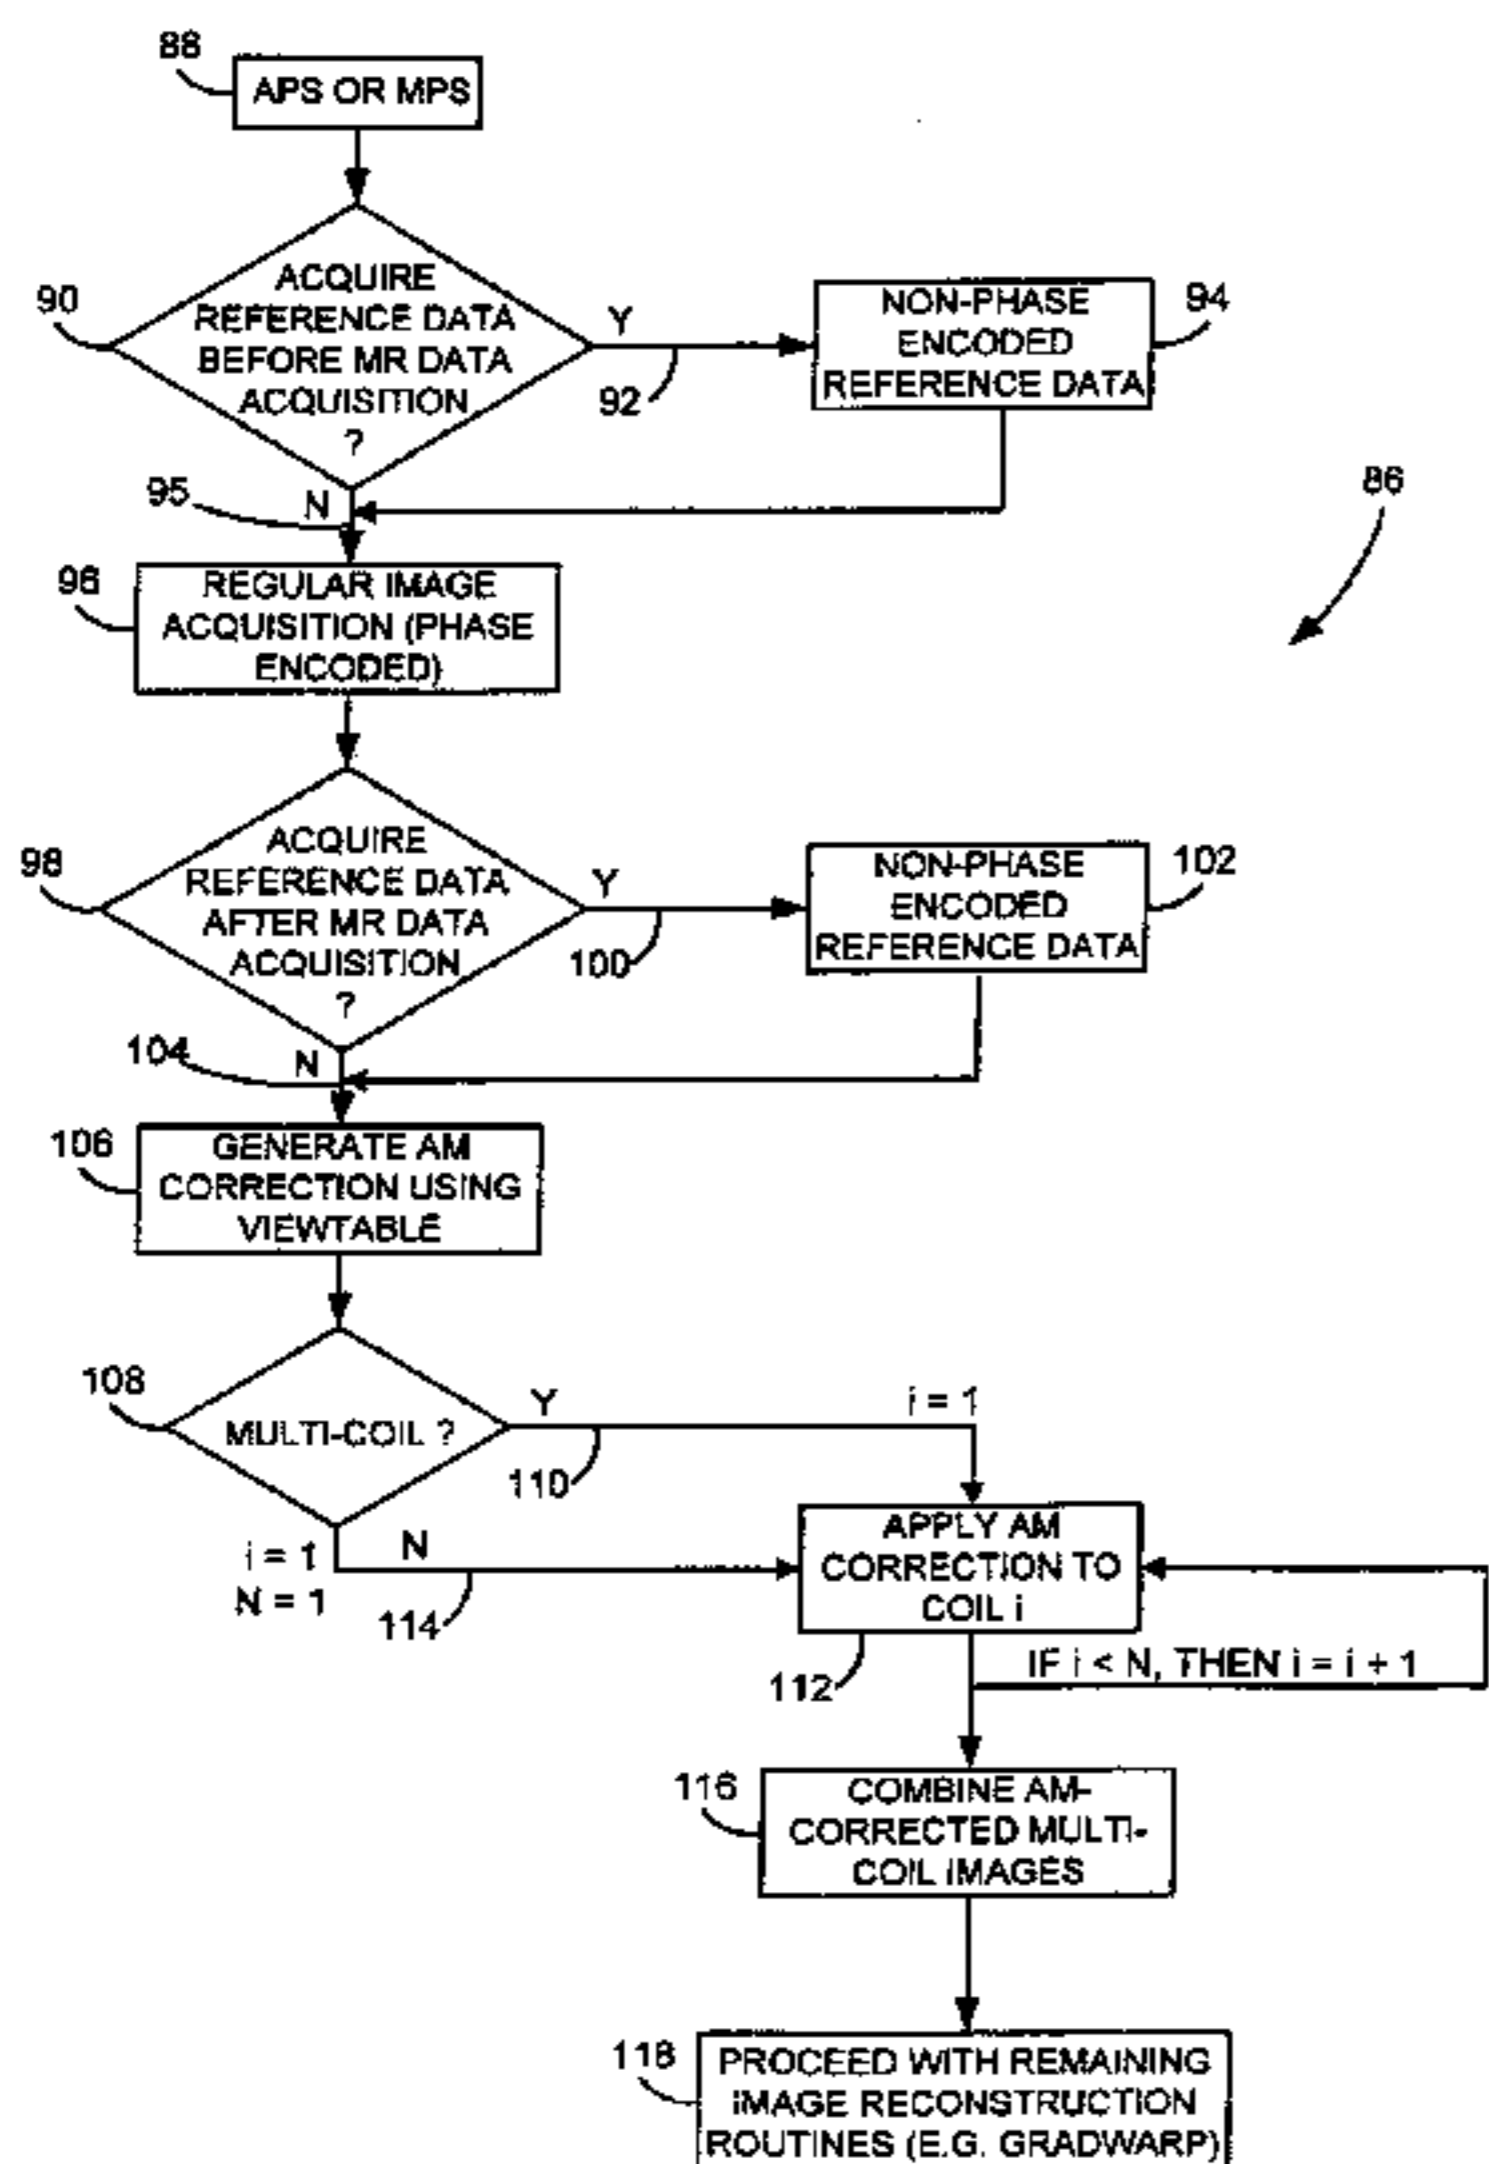 88
APS OR MPS
90
ACQUIRE
REFERENCE DATA
BEFORE MR DATA
ACQUISITION
?
Y
92
NON-PHASE
ENCODED
REFERENCE DATA
94
95
N
86
96
REGULAR IMAGE
ACQUISITION (PHASE
ENCODED)
98
ACQUIRE
REFERENCE DATA
AFTER MR DATA
ACQUISITION
?
Y
100
NON-PHASE
ENCODED
REFERENCE DATA
102
104
N
106
GENERATE AM
CORRECTION USING
VIEWTABLE
108
MULTI-COIL ?
Y
110
i = 1
i = 1
N = 1
N
114
APPLY AM
CORRECTION TO
COIL i
112
IF i < N, THEN i = i + 1
116
COMBINE AM-
CORRECTED MULTI-
COIL IMAGES
118
PROCEED WITH REMAINING
IMAGE RECONSTRUCTION
ROUTINES (E.G. GRADWARP)